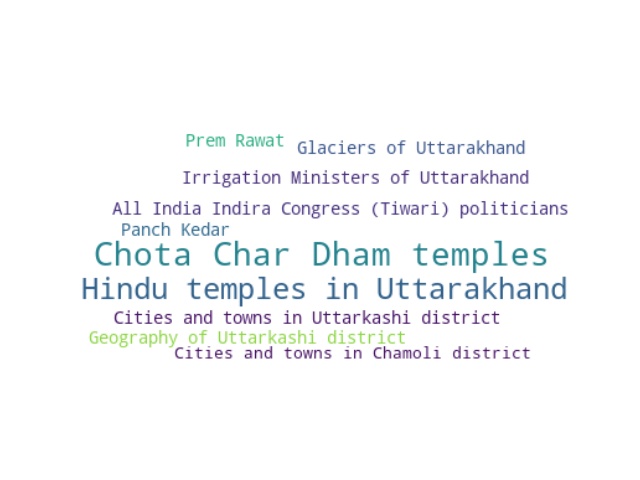 Prem Rawat
Glaciers of Uttarakhand
Irrigation Ministers of Uttarakhand
All India Indira Congress (Tiwari) politicians
Panch Kedar
Chota Char Dham temples
Hindu temples in Uttarakhand
Cities and towns in Uttarkashi district
Geography of Uttarkashi district
Cities and towns in Chamoli district